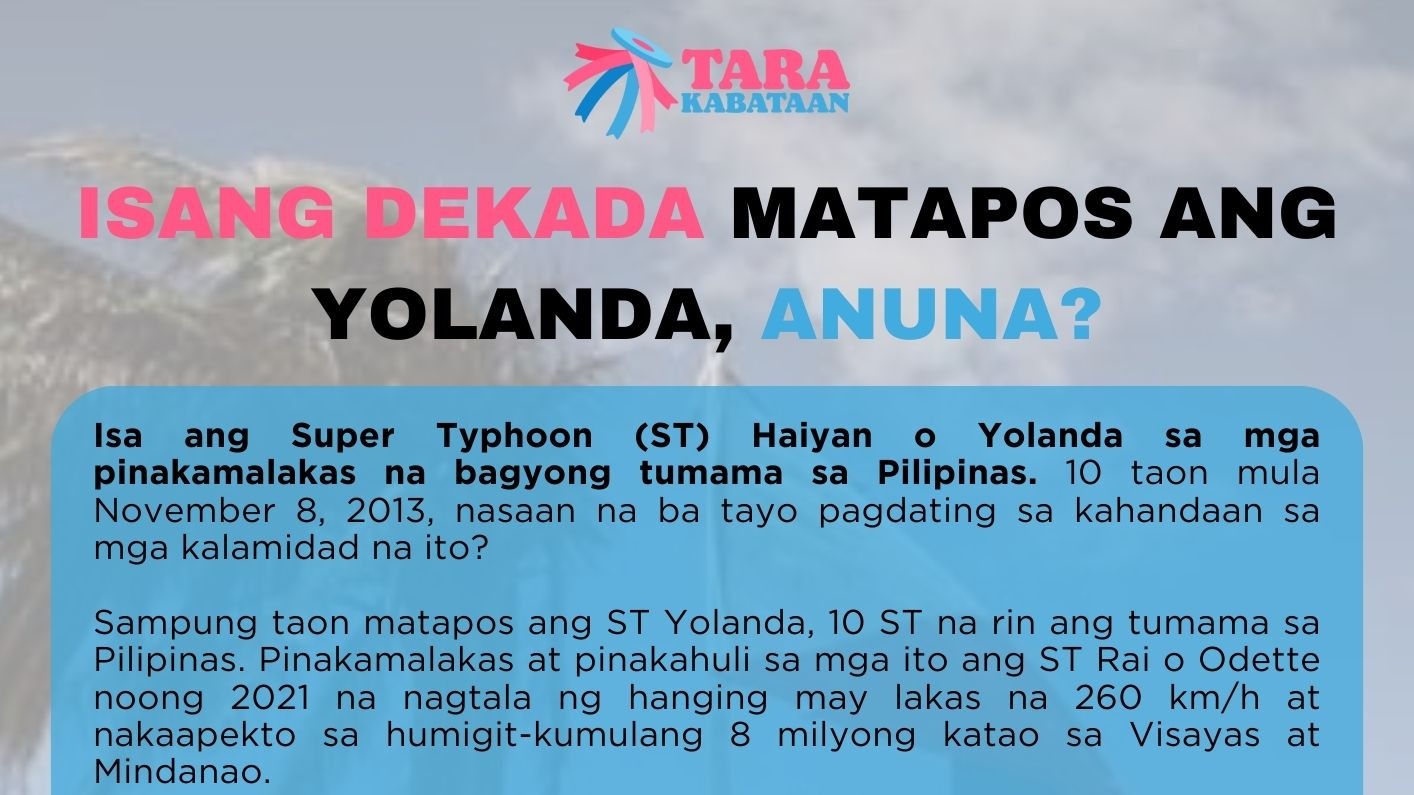 TARA
KABATAAN
ISANG DEKADA MATAPOS ANG
YOLANDA, ANUNA?
Isa ang Super Typhoon (ST) Haiyan o Yolanda sa mga
pinakamalakas na bagyong tumama sa Pilipinas. 10 taon mula
November 8, 2013, nasaan na ba tayo pagdating sa kahandaan sa
mga kalamidad na ito?
Sampung taon matapos ang ST Yolanda, 10 ST na rin ang tumama sa
Pilipinas. Pinakamalakas at pinakahuli sa mga ito ang ST Rai o Odette
noong 2021 na nagtala ng hanging may lakas na 260 km/h at
nakaapekto sa humigit-kumulang 8 milyong katao sa Visayas at
Mindanao.